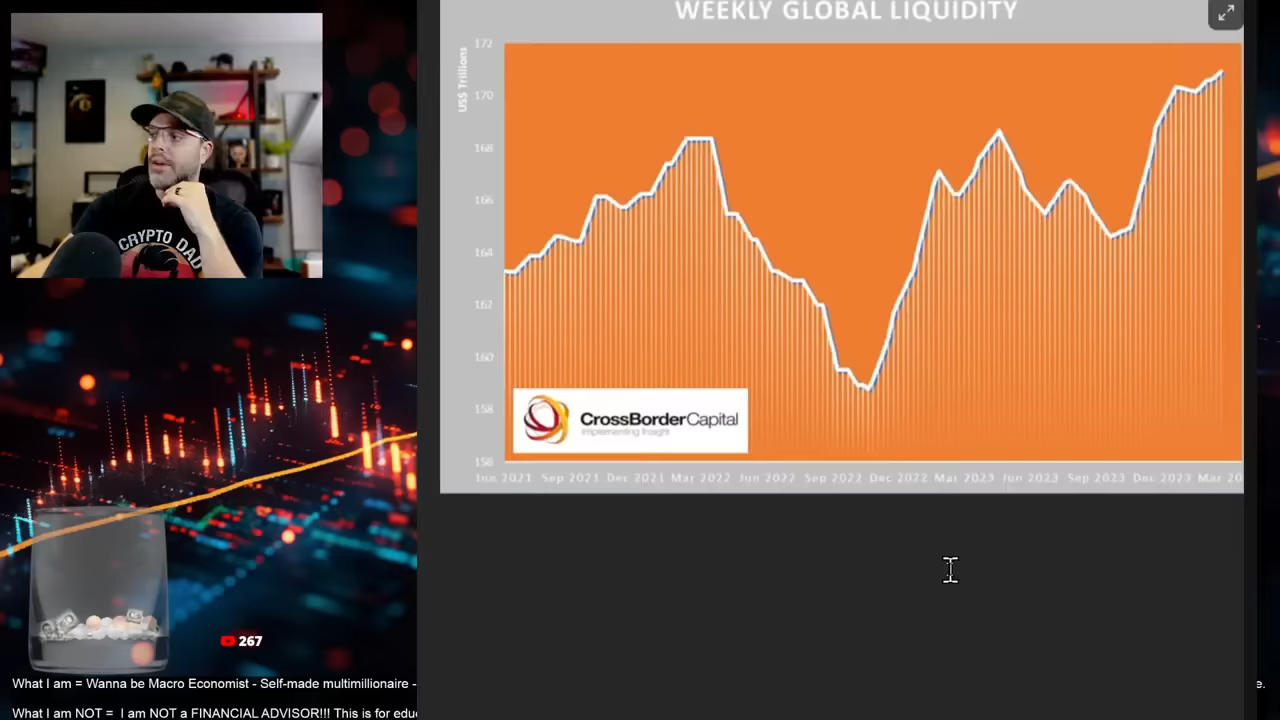 WEEKLY GLOBAL LIQUIDITY
US$ Trillions
172
170
168
166
164
162
160
158
156
CrossBorderCapital
Implementing Insight
Jun 2021 Sep 2021 Dec 2021 Mar 2022 Jun 2022 Sep 2022 Dec 2022 Mar 2023 Jun 2023 Sep 2023 Dec 2023 Mar 20
CRYPTO DAD
267
What I am = Wanna be Macro Economist - Self-made multimillionaire - e.
What I am NOT = I am NOT a FINANCIAL ADVISOR!!! This is for edu